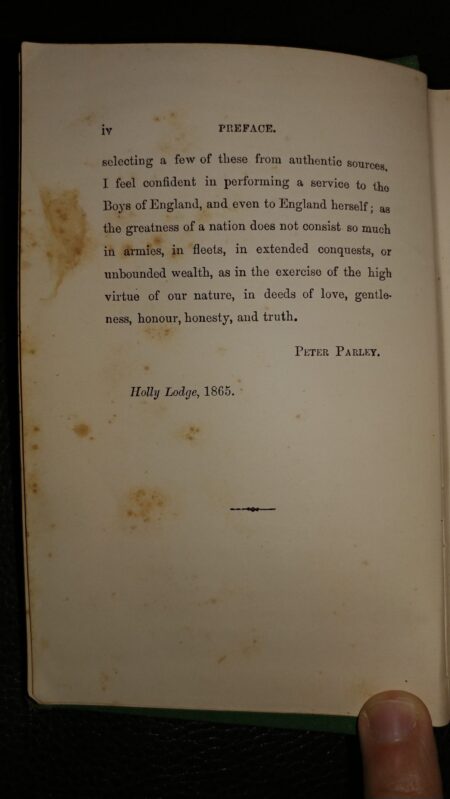 iv PREFACE.
selecting a few of these from authentic sources,
I feel confident in performing a service to the
Boys of England, and even to England herself; as
the greatness of a nation does not consist so much
in armies, in fleets, in extended conquests, or
unbounded wealth, as in the exercise of the high
virtue of our nature, in deeds of love, gentle-
ness, honour, honesty, and truth.
PETER PARLEY.
Holly Lodge, 1865.